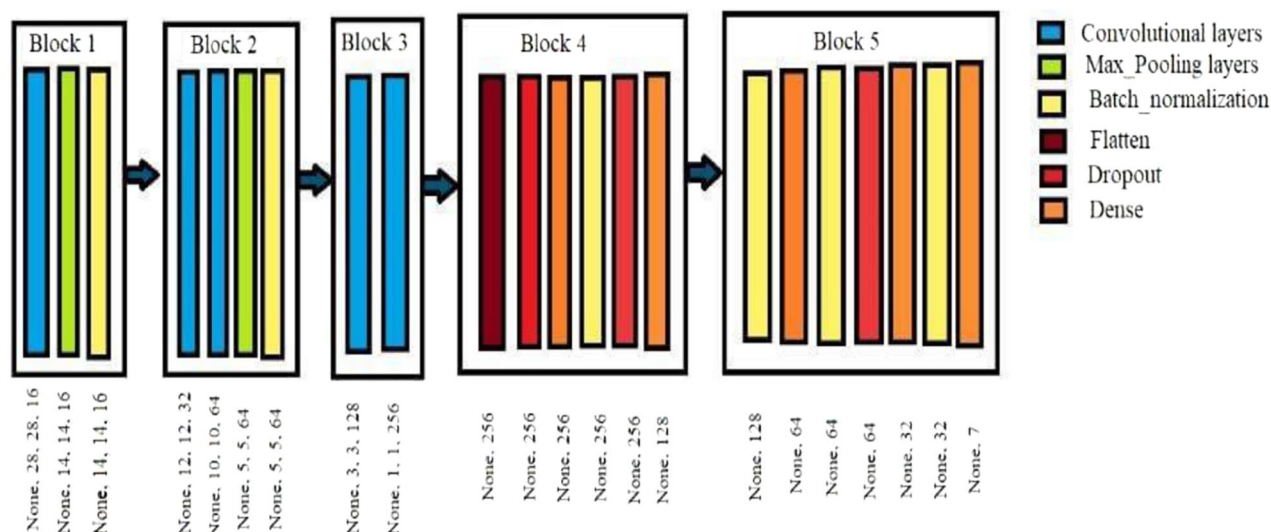 Block 1
Block 2
Block 3
Block 4
Block 5
Convolutional layers
Max_Pooling layers
Batch_normalization
Flatten
Dropout
Dense
None. 28. 28. 16
None. 14. 14. 16
None. 14. 14. 16
None. 12. 12. 32
None. 10. 10. 64
None. 5. 5. 64
None. 5. 5. 64
None. 3. 3. 128
None. 1. 1. 256
None. 256
None. 256
None. 256
None. 256
None. 256
None. 128
None. 128
None. 64
None. 64
None. 64
None. 32
None. 32
None. 7